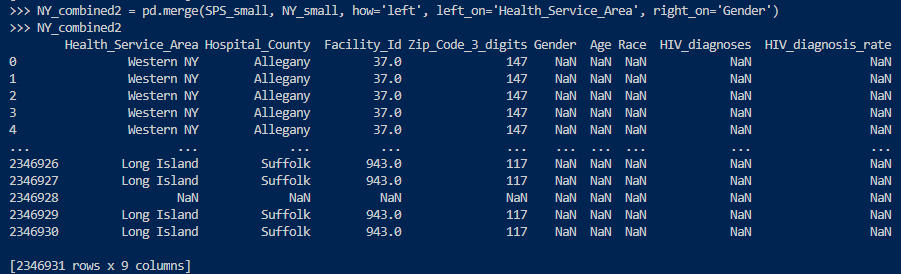 >>> NY_combined2 = pd.merge(SPS_small, NY_small, how='left', left_on='Health_Service_Area', right_on='Gender')
>>> NY_combined2
Health_Service_Area Hospital_County Facility_Id Zip_Code_3_digits Gender Age Race HIV_diagnoses HIV_diagnosis_rate
0 Western NY Allegany 37.0 147 NaN NaN NaN NaN NaN
1 Western NY Allegany 37.0 147 NaN NaN NaN NaN NaN
2 Western NY Allegany 37.0 147 NaN NaN NaN NaN NaN
3 Western NY Allegany 37.0 147 NaN NaN NaN NaN NaN
4 Western NY Allegany 37.0 147 NaN NaN NaN NaN NaN
... ... ... ... ... ... ... ... ... ...
2346926 Long Island Suffolk 943.0 117 NaN NaN NaN NaN NaN
2346927 Long Island Suffolk 943.0 117 NaN NaN NaN NaN NaN
2346928 NaN NaN NaN NaN NaN NaN NaN NaN NaN
2346929 Long Island Suffolk 943.0 117 NaN NaN NaN NaN NaN
2346930 Long Island Suffolk 943.0 117 NaN NaN NaN NaN NaN
[2346931 rows x 9 columns]